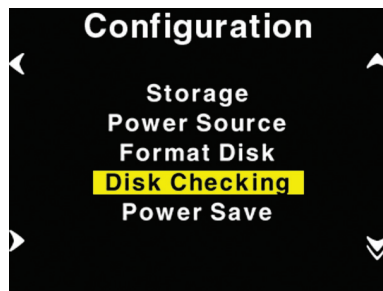 Configuration
Storage
Power Source
Format Disk
Disk Checking
Power Save